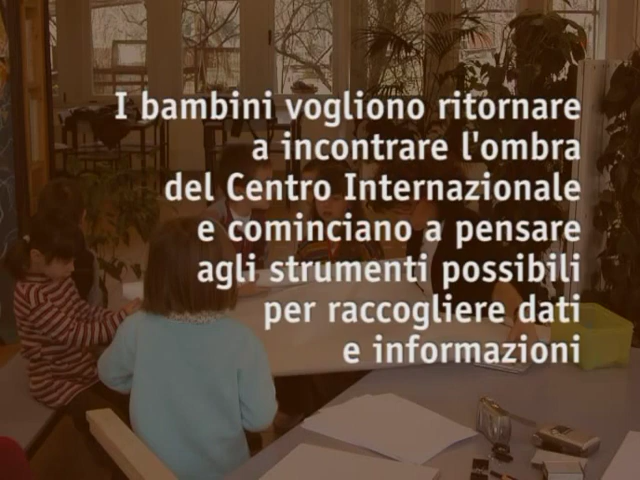 I bambini vogliono ritornare
a incontrare l'ombra
del Centro Internazionale
e cominciano a pensare
agli strumenti possibili
per raccogliere dati
e informazioni